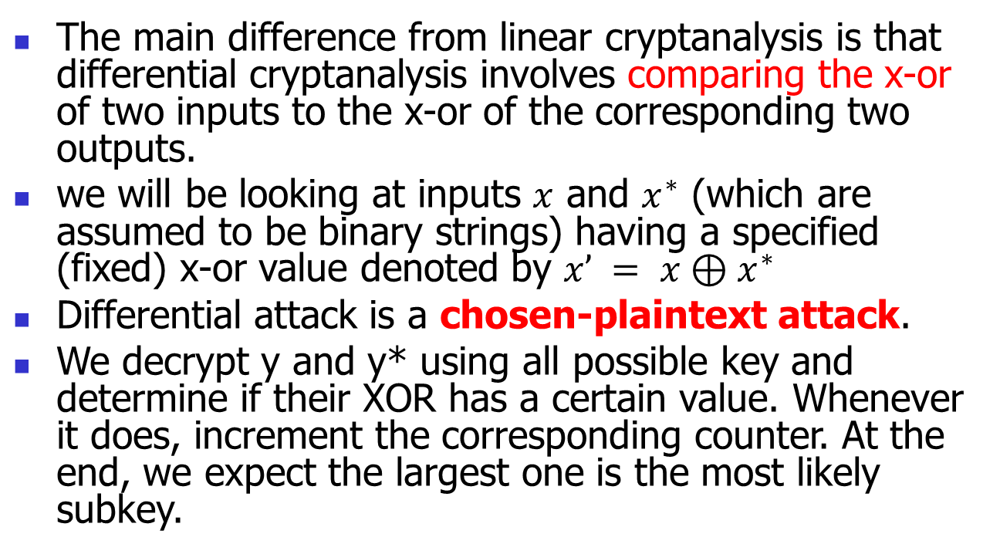 The main difference from linear cryptanalysis is that
differential cryptanalysis involves comparing the x-or
of two inputs to the x-or of the corresponding two
outputs.
we will be looking at inputs x and x* (which are
assumed to be binary strings) having a specified
(fixed) x-or value denoted by x’ = x ⊕ x*
Differential attack is a chosen-plaintext attack.
We decrypt y and y* using all possible key and
determine if their XOR has a certain value. Whenever
it does, increment the corresponding counter. At the
end, we expect the largest one is the most likely
subkey.